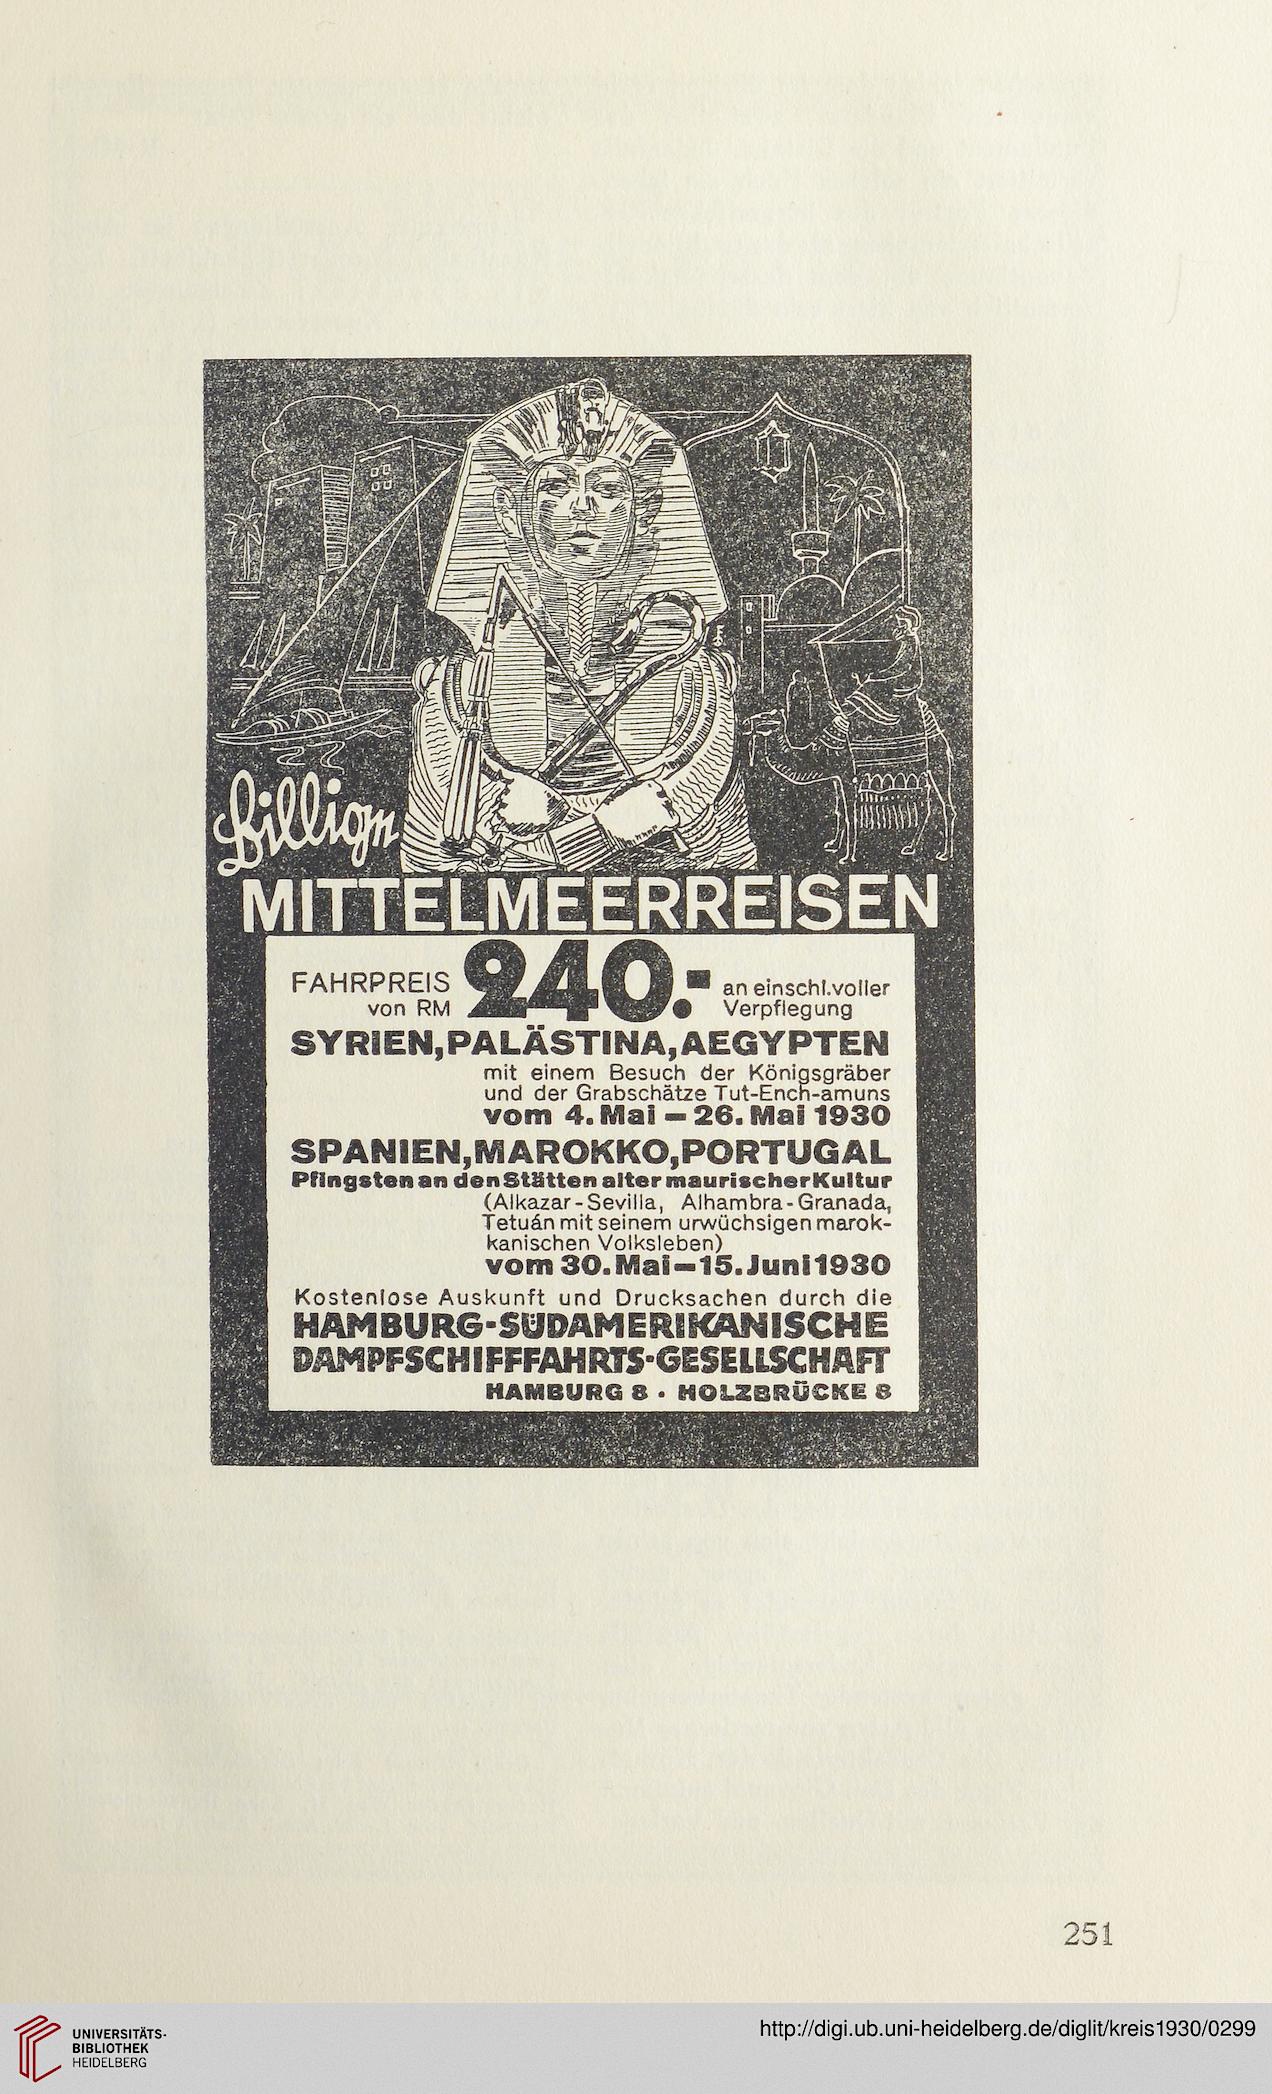 Billige
MITTELMEERREISEN
FAHRPREIS von RM 240.- an einschl. voller Verpflegung
SYRIEN, PALÄSTINA, AEGYPTEN
mit einem Besuch der Königsgräber
und der Grabschätze Tut-Ench-amuns
vom 4. Mai — 26. Mai 1930
SPANIEN, MAROKKO, PORTUGAL
Pfingsten an den Stätten alter maurischer Kultur
(Alkazar-Sevilla, Alhambra-Granada,
Tetuán mit seinem urwüchsigen marok-
kanischen Volksleben)
vom 30. Mai — 15. Juni 1930
Kostenlose Auskunft und Drucksachen durch die
HAMBURG-SÜDAMERIKANISCHE
DAMPFSCHIFFFAHRTS-GESELLSCHAFT
HAMBURG 8 · HOLZBRÜCKE 8
251
UNIVERSITÄTS-
BIBLIOTHEK
HEIDELBERG
http://digi.ub.uni-heidelberg.de/diglit/kreis1930/0299